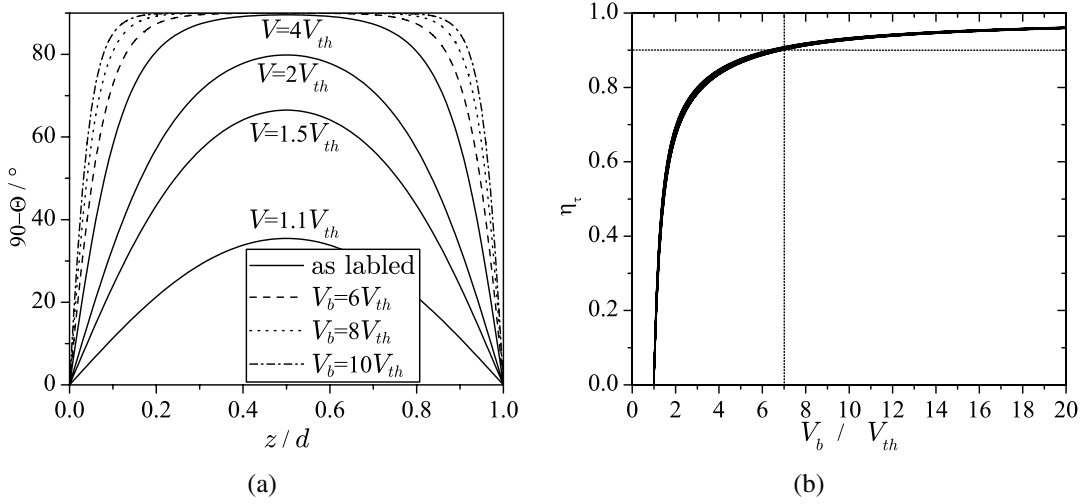 80
60
40
20
0
90–Θ / °
V=4V_th
V=2V_th
V=1.5V_th
V=1.1V_th
as labled
V_b=6V_th
V_b=8V_th
V_b=10V_th
0.0 0.2 0.4 0.6 0.8 1.0
z / d
(a)
1.0
0.8
0.6
0.4
0.2
0.0
η_τ
0 2 4 6 8 10 12 14 16 18 20
V_b / V_th
(b)